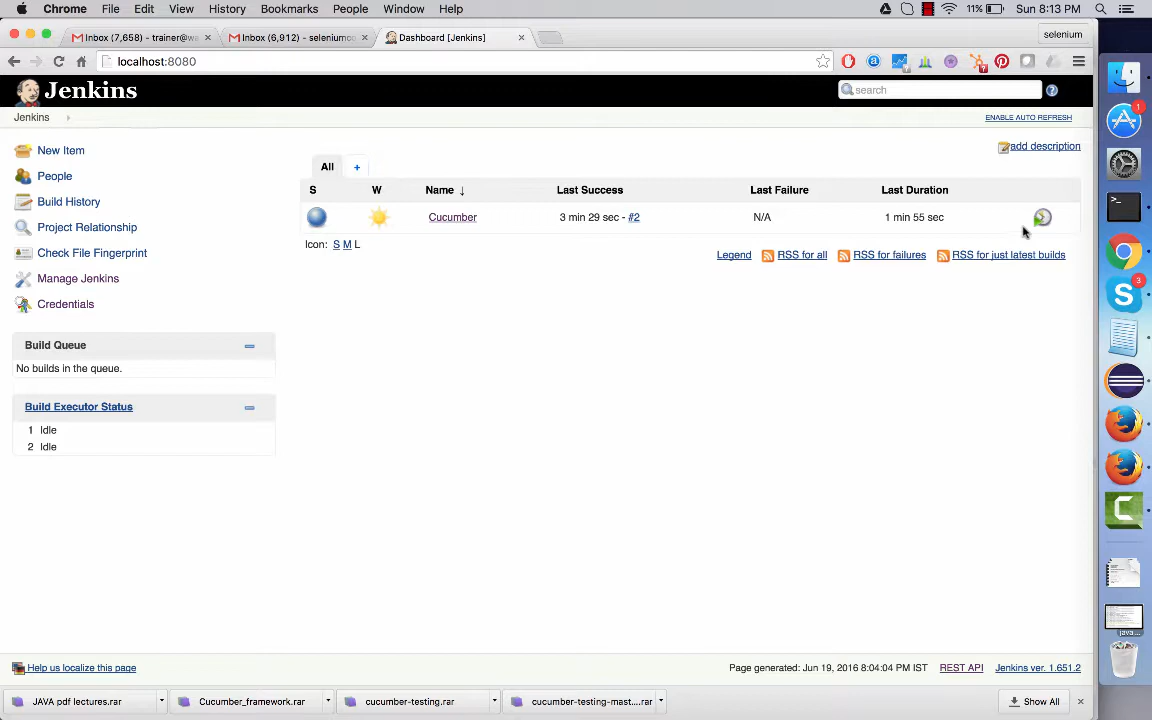 Chrome File Edit View History Bookmarks People Window Help 11% Sun 8:13 PM
Inbox (7,658) - trainer@wa Inbox (6,912) - seleniumoc Dashboard [Jenkins] selenium
localhost:8080
Jenkins search
Jenkins ENABLE AUTO REFRESH
New Item
People
Build History
Project Relationship
Check File Fingerprint
Manage Jenkins
Credentials
Build Queue
No builds in the queue.
Build Executor Status
1 Idle
2 Idle
add description
All +
S W Name ↓ Last Success Last Failure Last Duration
Cucumber 3 min 29 sec - #2 N/A 1 min 55 sec
Icon: S M L
Legend RSS for all RSS for failures RSS for just latest builds
Help us localize this page Page generated: Jun 19, 2016 8:04:04 PM IST REST API Jenkins ver. 1.651.2
JAVA pdf lectures.rar Cucumber_framework.rar cucumber-testing.rar cucumber-testing-mast....rar Show All
1
3
java...